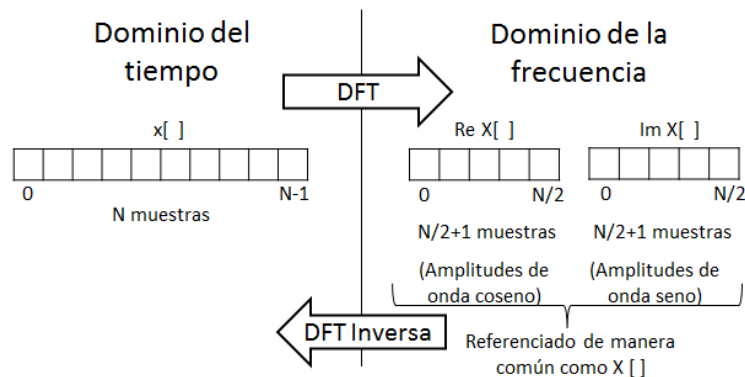 Dominio del
tiempo
Dominio de la
frecuencia
DFT
x[ ]
0
N-1
N muestras
Re X[ ]
Im X[ ]
0
N/2
0
N/2
N/2+1 muestras
N/2+1 muestras
(Amplitudes de
onda coseno)
(Amplitudes de
onda seno)
DFT Inversa
Referenciado de manera
común como X [ ]